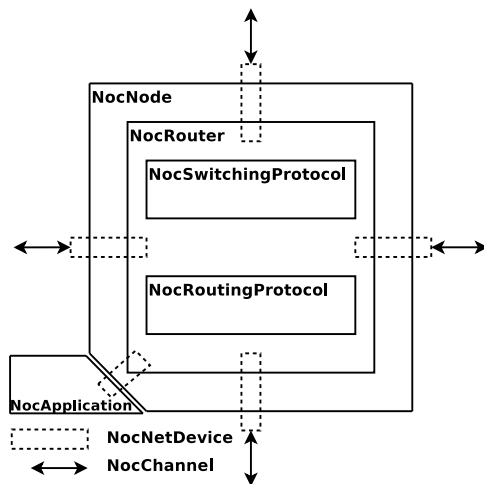 NocNode
NocRouter
NocSwitchingProtocol
NocRoutingProtocol
NocApplication
NocNetDevice
NocChannel